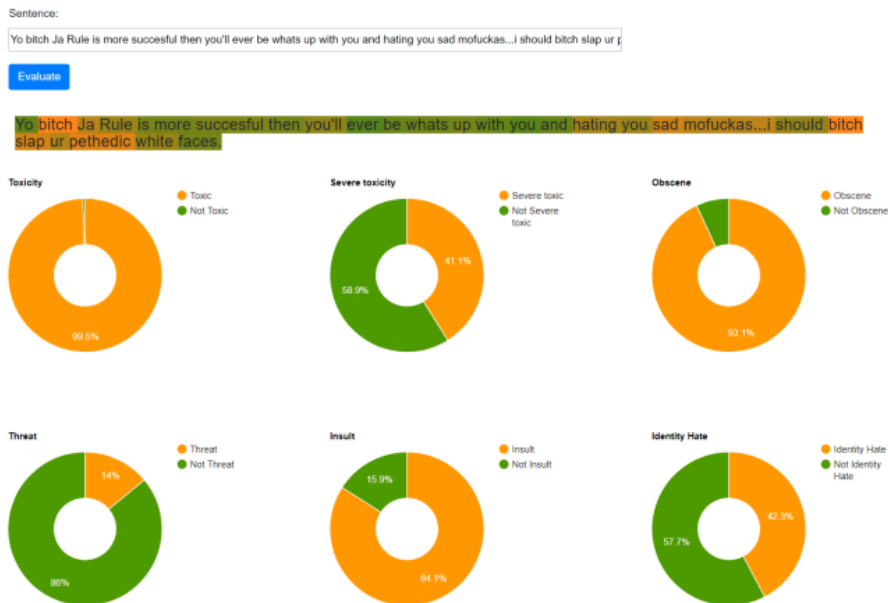 Sentence:
Yo bitch Ja Rule is more succesful then you'll ever be whats up with you and hating you sad mofuckas...i should bitch slap ur p
Evaluate
Yo bitch Ja Rule is more succesful then you'll ever be whats up with you and hating you sad mofuckas...i should bitch
slap ur pethedic white faces.
Toxicity
Toxic
Not Toxic
99.5%
Severe toxicity
Severe toxic
Not Severe
toxic
41.1%
58.9%
Obscene
Obscene
Not Obscene
93.1%
Threat
Threat
Not Threat
14%
86%
Insult
Insult
Not Insult
15.9%
84.1%
Identity Hate
Identity Hate
Not Identity
Hate
42.3%
57.7%